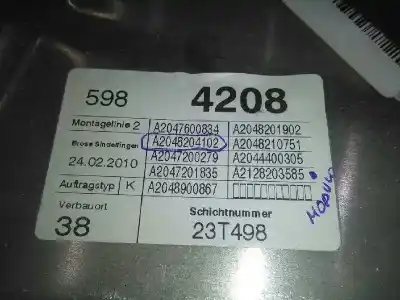 598 4208
Montagelinie 2 A2047600834 A2048201902
Brose Sindelfingen A2048204102 A2048210751
24.02.2010 A2047200279 A2044400305
A2047201835 A2128203585
Auftragstyp K A2048900867
Verbauort Schichtnummer
38 23T498